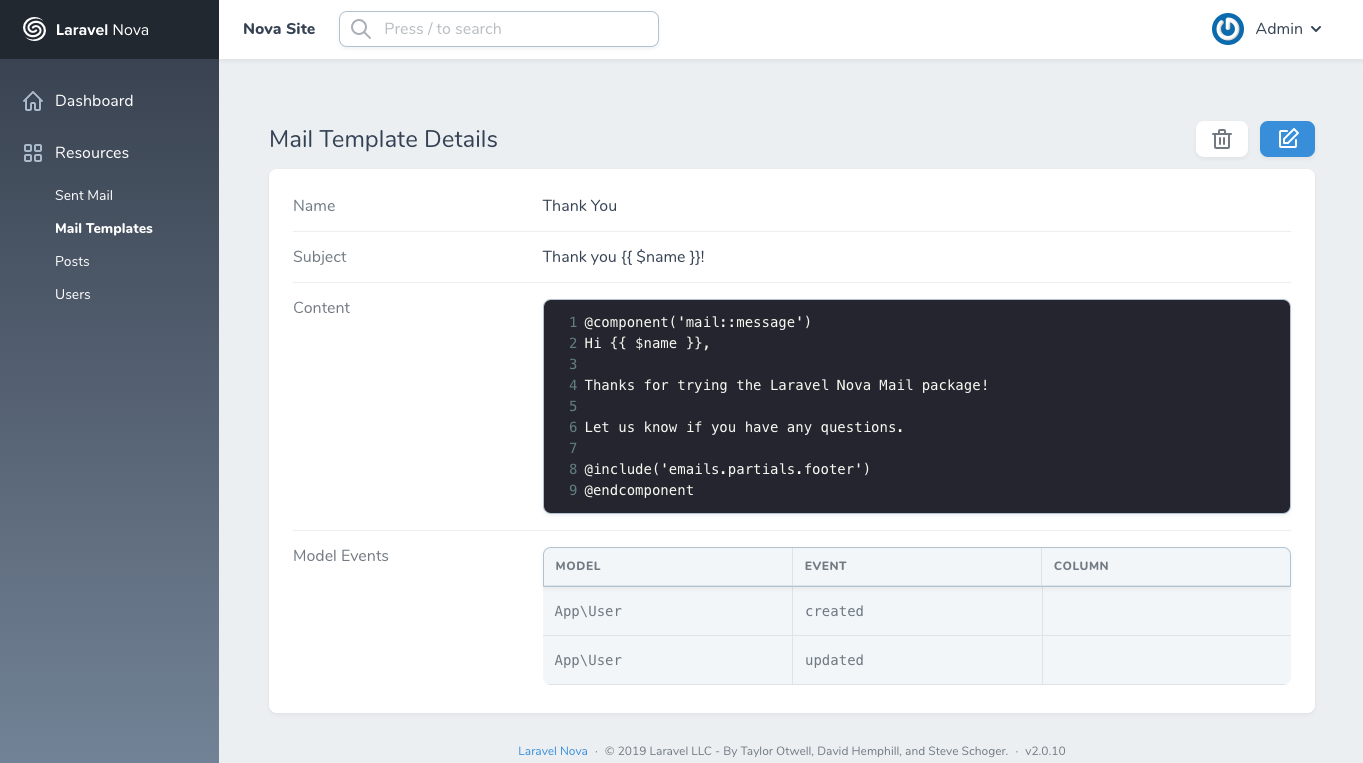 Laravel Nova
Nova Site
Press / to search
Admin
Dashboard
Resources
Sent Mail
Mail Templates
Posts
Users
Mail Template Details
Name Thank You
Subject Thank you {{ $name }}!
Content
1 @component('mail::message')
2 Hi {{ $name }},
3
4 Thanks for trying the Laravel Nova Mail package!
5
6 Let us know if you have any questions.
7
8 @include('emails.partials.footer')
9 @endcomponent
Model Events
MODEL EVENT COLUMN
App\User created
App\User updated
Laravel Nova · © 2019 Laravel LLC - By Taylor Otwell, David Hemphill, and Steve Schoger. · v2.0.10